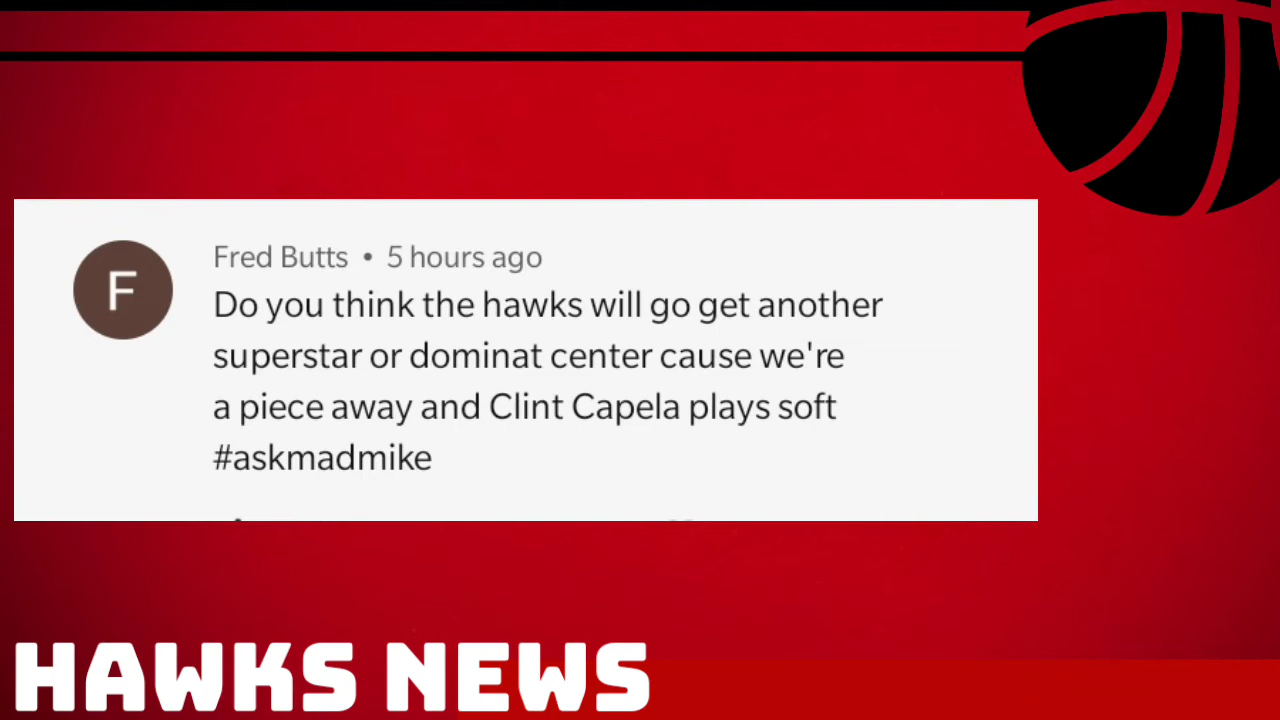 F
Fred Butts • 5 hours ago
Do you think the hawks will go get another
superstar or dominat center cause we're
a piece away and Clint Capela plays soft
#askmadmike
HAWKS NEWS